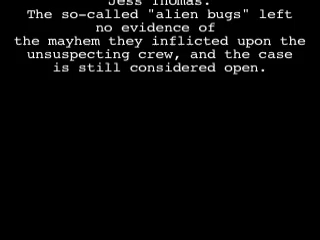 Jess Thomas.
The so-called "alien bugs" left
no evidence of
the mayhem they inflicted upon the
unsuspecting crew, and the case
is still considered open.